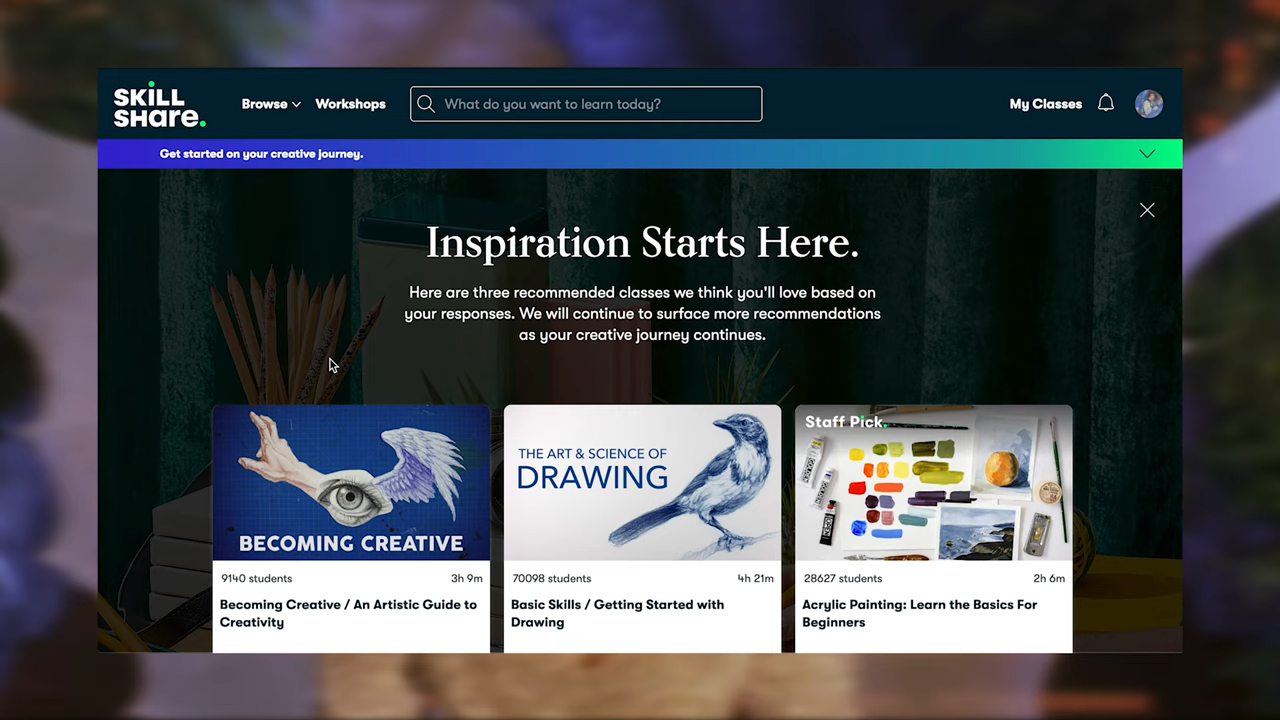 SKiLL
SHare.
Browse
Workshops
What do you want to learn today?
My Classes
Get started on your creative journey.
Inspiration Starts Here.
Here are three recommended classes we think you'll love based on
your responses. We will continue to surface more recommendations
as your creative journey continues.
BECOMING CREATIVE
9140 students
3h 9m
Becoming Creative / An Artistic Guide to
Creativity
THE ART & SCIENCE OF
DRAWING
70098 students
4h 21m
Basic Skills / Getting Started with
Drawing
Staff Pick.
28627 students
2h 6m
Acrylic Painting: Learn the Basics For
Beginners